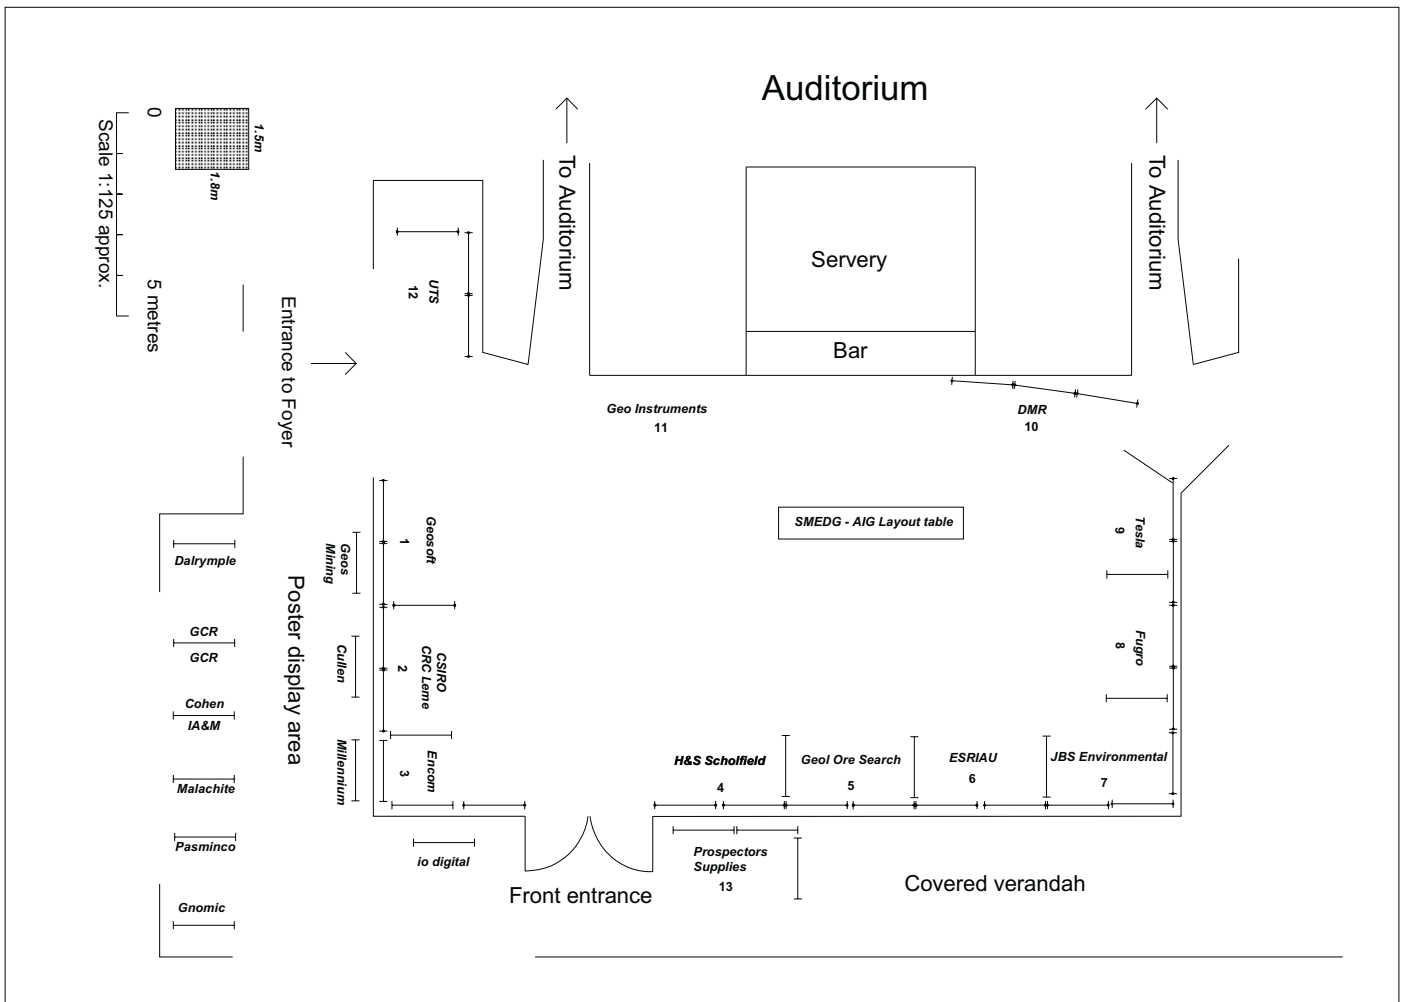 Auditorium
0
1.5m
1.8m
Scale 1:125 approx.
5 metres
To Auditorium
To Auditorium
Servery
Bar
UTS
12
Entrance to Foyer
Geo Instruments
11
DMR
10
SMEDG - AIG Layout table
Geosoft
1
Geos
Mining
Tesla
9
Dalrymple
GCR
GCR
Cohen
IA&M
Malachite
Pasminco
Gnomic
Poster display area
Cullen
CSIRO
CRC Leme
2
Fugro
8
Millennium
Encom
3
H&S Scholfield
4
Geol Ore Search
5
ESRIAU
6
JBS Environmental
7
io digital
Prospectors
Supplies
13
Front entrance
Covered verandah